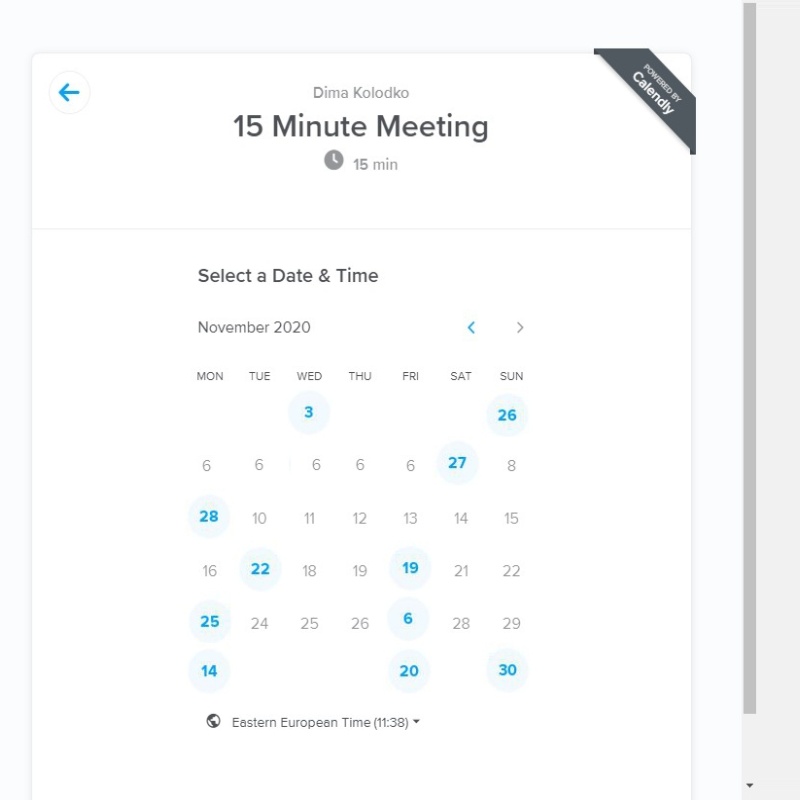 POWERED BY
Calendly
Dima Kolodko
15 Minute Meeting
15 min
Select a Date & Time
November 2020
MON TUE WED THU FRI SAT SUN
3 26
6 6 6 6 6 27 8
28 10 11 12 13 14 15
16 22 18 19 19 21 22
25 24 25 26 6 28 29
14 20 30
Eastern European Time (11:38)